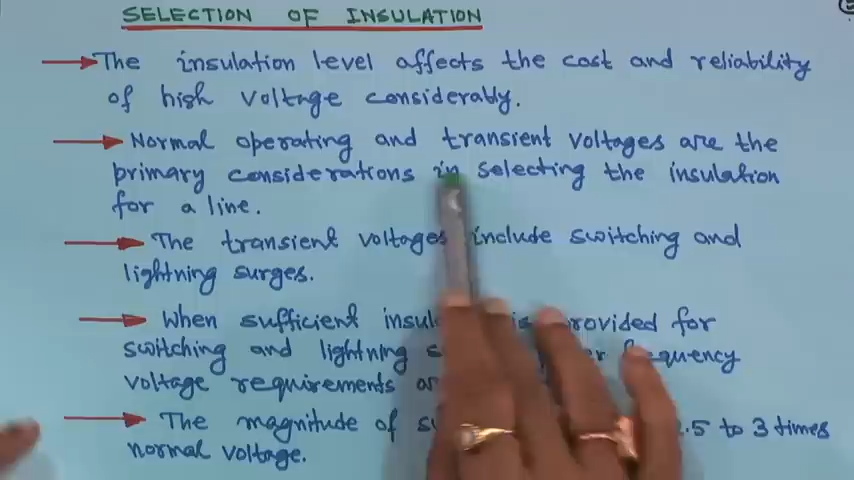 SELECTION OF INSULATION
The insulation level affects the cost and reliability
of high voltage considerably.
Normal operating and transient voltages are the
primary considerations in selecting the insulation
for a line.
The transient voltages include switching and
lightning surges.
When sufficient is provided for
switching and lightning frequency
voltage requirements
The magnitude of .5 to 3 times
normal voltage.